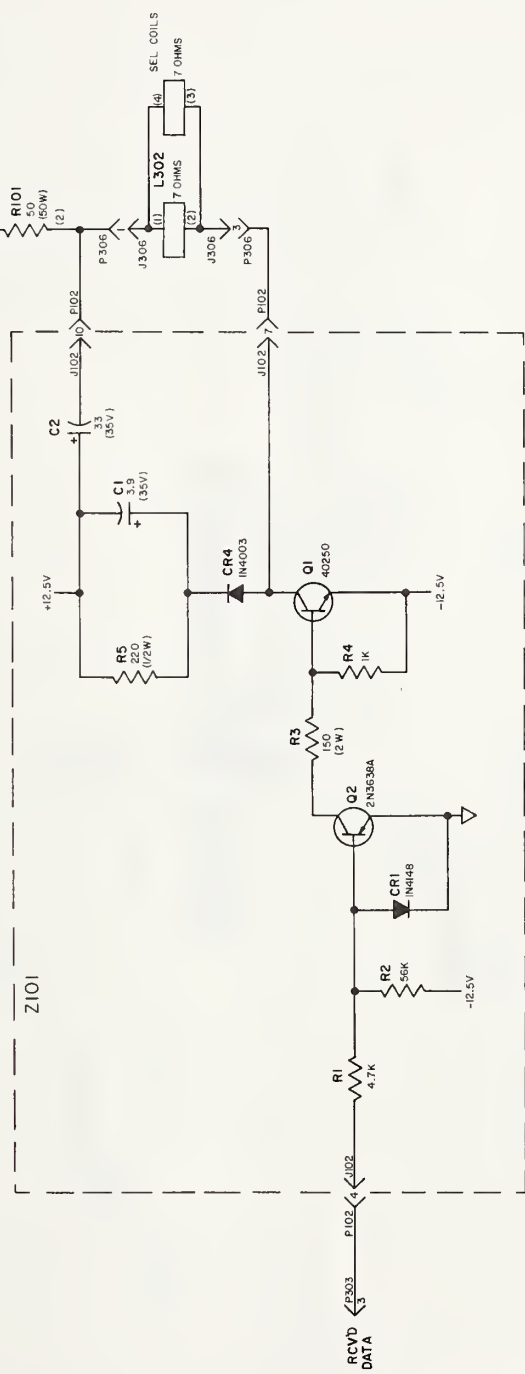 Z101
RCV'D
DATA
P303
3
P102
4
J102
R1
4.7K
R2
56K
-12.5V
CR1
IN4148
Q2
2N3638A
R3
150
(2W)
R4
1K
Q1
40250
-12.5V
CR4
IN4003
R5
220
(1/2W)
+12.5V
C1
3.9
(35V)
+
C2
33
(35V)
+
J102
10
P102
J102
7
P102
R101
50
(50W)
(2)
P306
1
J306
L302
(1)
7 OHMS
(2)
SEL COILS
(4)
7 OHMS
(3)
J306
3
P306